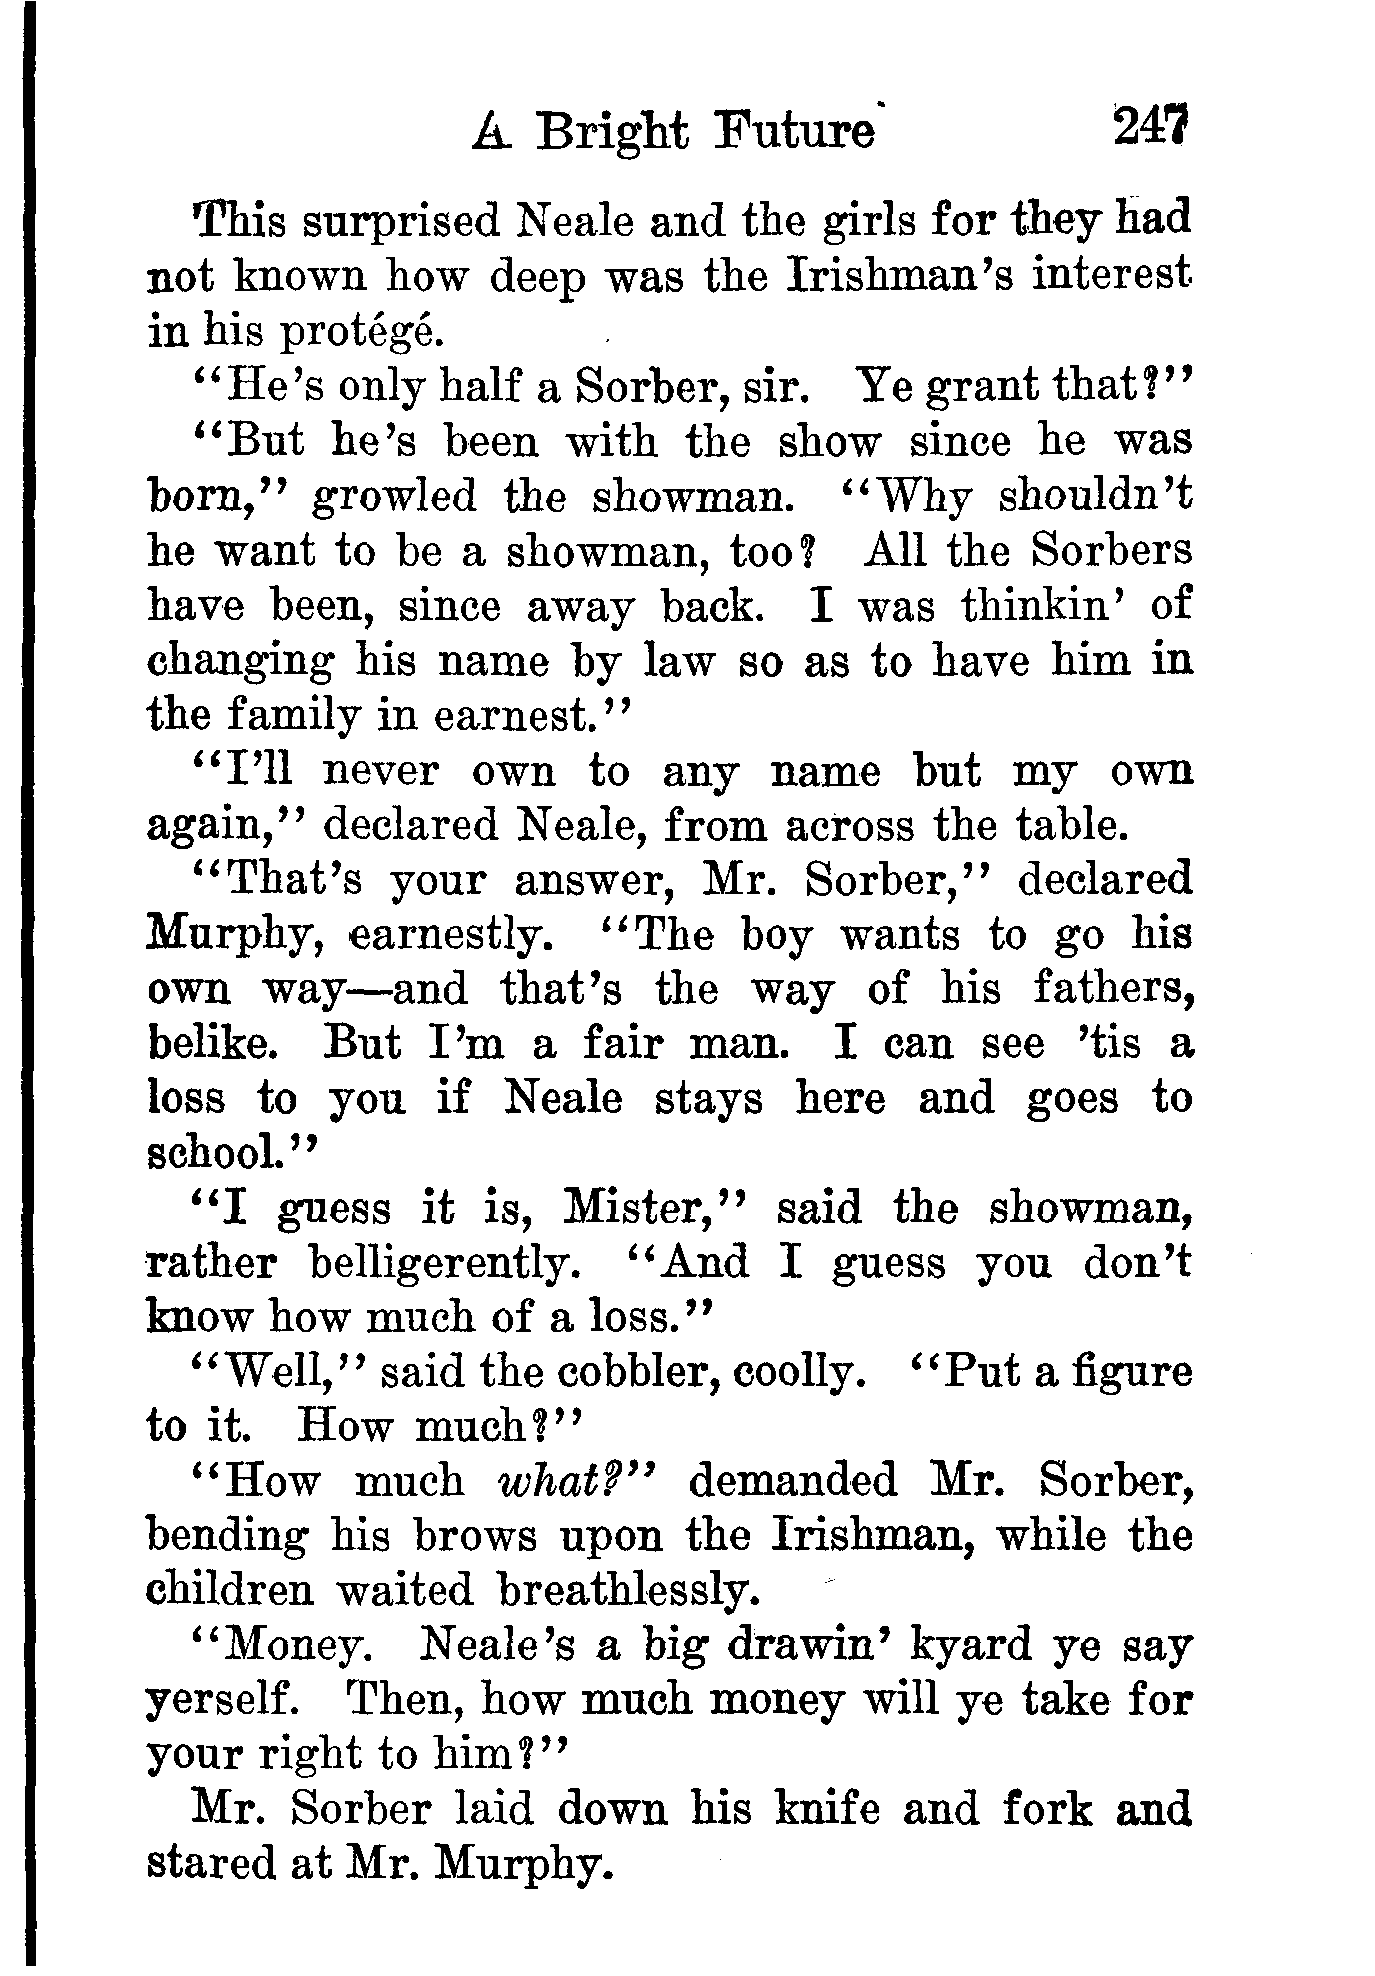 A Bright Future 247
This surprised Neale and the girls for they had
not known how deep was the Irishman's interest
in his protégé.
"He's only half a Sorber, sir. Ye grant that?"
"But he's been with the show since he was
born," growled the showman. "Why shouldn't
he want to be a showman, too? All the Sorbers
have been, since away back. I was thinkin' of
changing his name by law so as to have him in
the family in earnest."
"I'll never own to any name but my own
again," declared Neale, from across the table.
"That's your answer, Mr. Sorber," declared
Murphy, earnestly. "The boy wants to go his
own way—and that's the way of his fathers,
belike. But I'm a fair man. I can see 'tis a
loss to you if Neale stays here and goes to
school."
"I guess it is, Mister," said the showman,
rather belligerently. "And I guess you don't
know how much of a loss."
"Well," said the cobbler, coolly. "Put a figure
to it. How much?"
"How much what?" demanded Mr. Sorber,
bending his brows upon the Irishman, while the
children waited breathlessly.
"Money. Neale's a big drawin' kyard ye say
yerself. Then, how much money will ye take for
your right to him?"
Mr. Sorber laid down his knife and fork and
stared at Mr. Murphy.